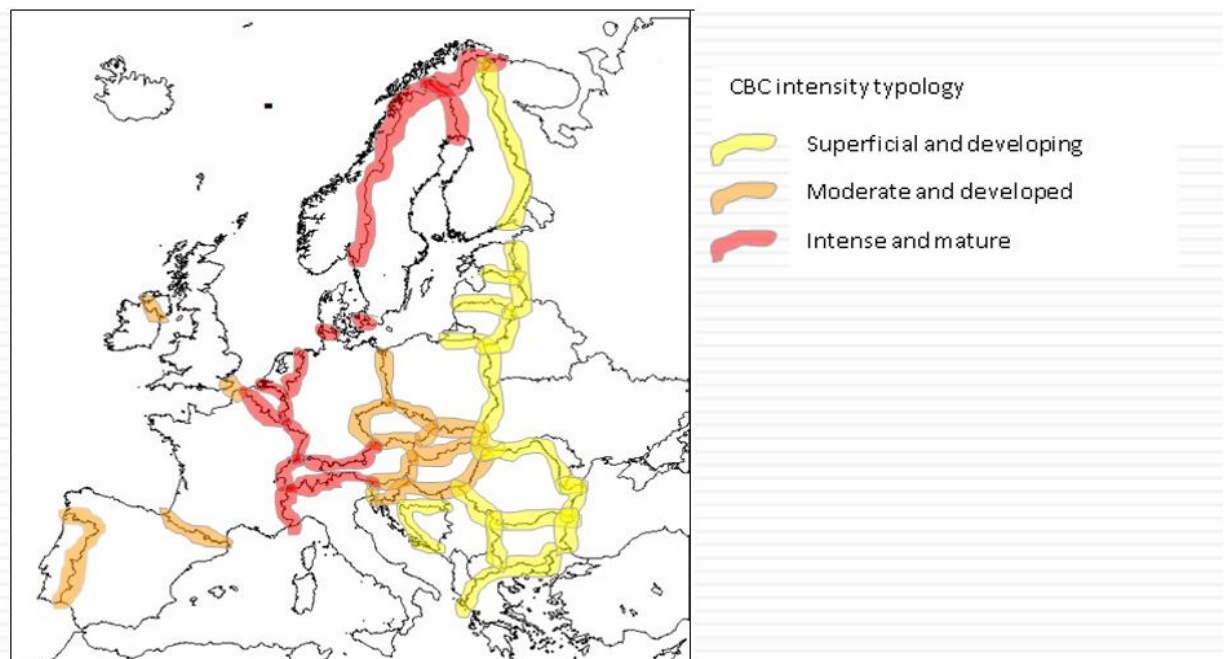 CBC intensity typology
Superficial and developing
Moderate and developed
Intense and mature